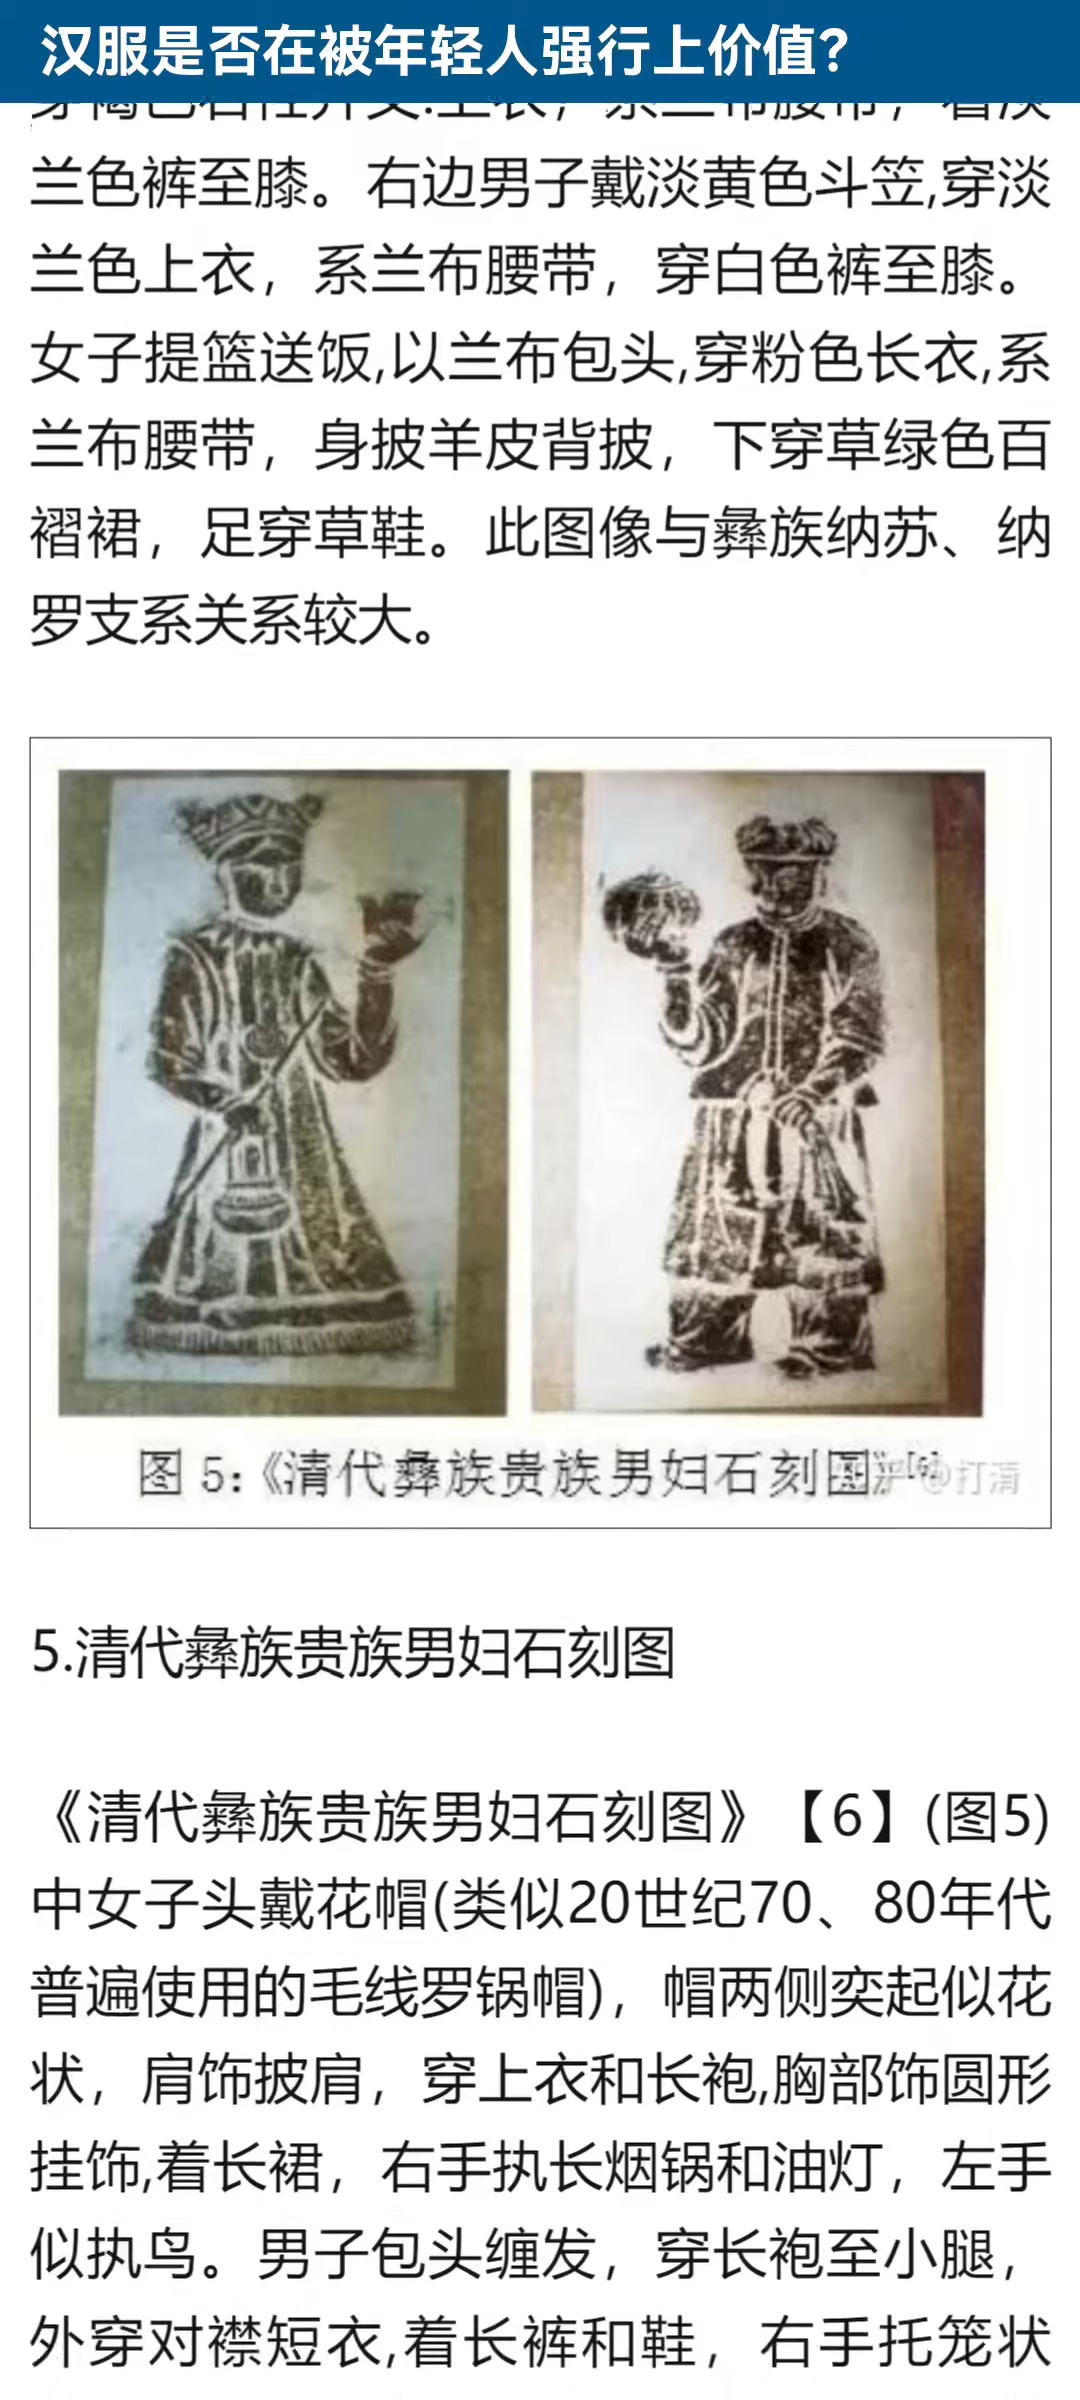 汉服是否在被年轻人强行上价值?
兰色裤至膝。右边男子戴淡黄色斗笠,穿淡
兰色上衣，系兰布腰带，穿白色裤至膝。
女子提篮送饭,以兰布包头,穿粉色长衣,系
兰布腰带，身披羊皮背披，下穿草绿色百
褶裙，足穿草鞋。此图像与彝族纳苏、纳
罗支系关系较大。
图 5:《清代彝族贵族男妇石刻图》
@打清
5.清代彝族贵族男妇石刻图
《清代彝族贵族男妇石刻图》【6】(图5)
中女子头戴花帽(类似20世纪70、80年代
普遍使用的毛线罗锅帽)，帽两侧奕起似花
状，肩饰披肩，穿上衣和长袍,胸部饰圆形
挂饰,着长裙，右手执长烟锅和油灯，左手
似执鸟。男子包头缠发，穿长袍至小腿，
外穿对襟短衣,着长裤和鞋，右手托笼状